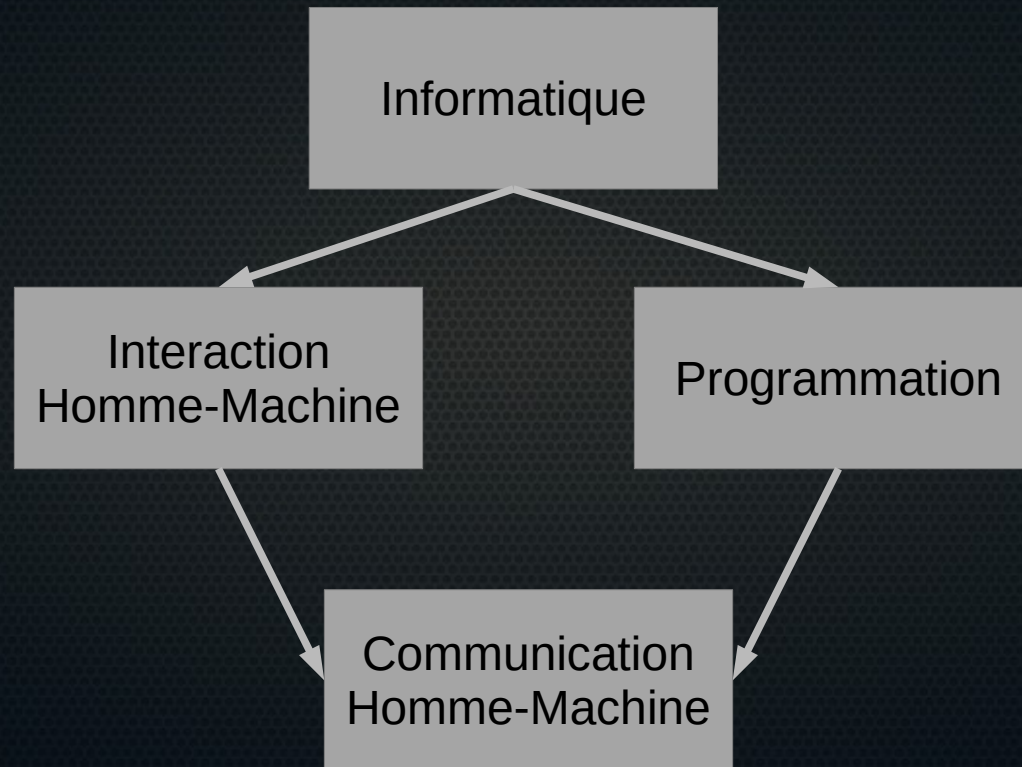 Informatique
Interaction
Homme-Machine
Programmation
Communication
Homme-Machine